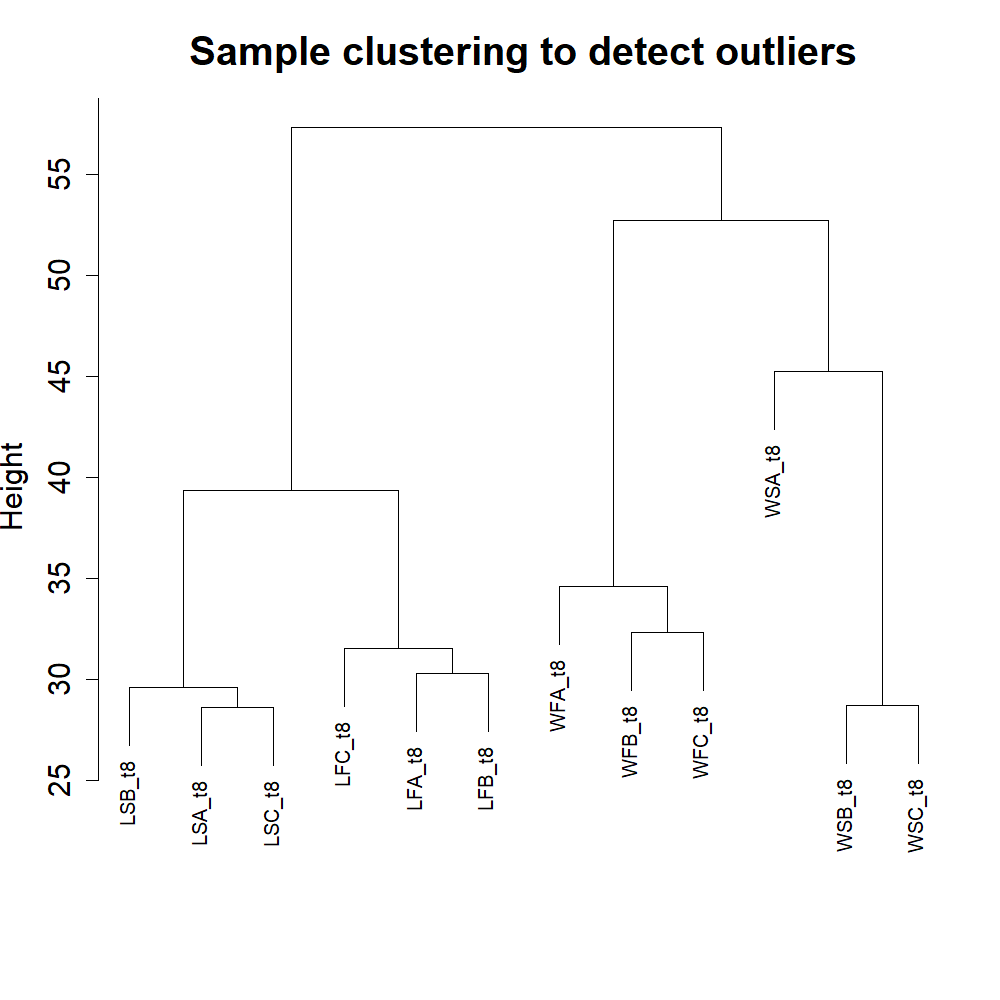 Sample clustering to detect outliers
Height
55
50
45
40
35
30
25
LSB_t8
LSA_t8
LSC_t8
LFC_t8
LFA_t8
LFB_t8
WFA_t8
WFB_t8
WFC_t8
WSA_t8
WSB_t8
WSC_t8